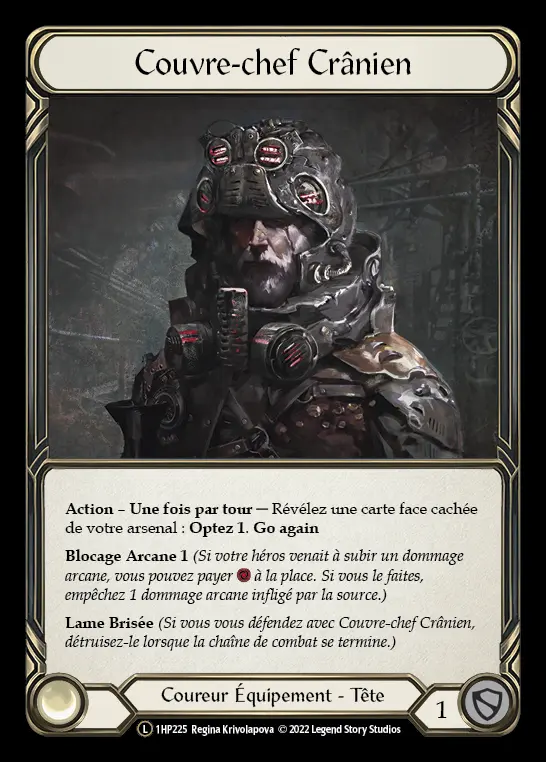 Couvre-chef Crânien
Action – Une fois par tour — Révélez une carte face cachée
de votre arsenal : Optez 1. Go again
Blocage Arcane 1 (Si votre héros venait à subir un dommage
arcane, vous pouvez payer à la place. Si vous le faites,
empêchez 1 dommage arcane infligé par la source.)
Lame Brisée (Si vous vous défendez avec Couvre-chef Crânien,
détruisez-le lorsque la chaîne de combat se termine.)
Coureur Équipement - Tête
1
L 1HP225 Regina Krivolapova © 2022 Legend Story Studios